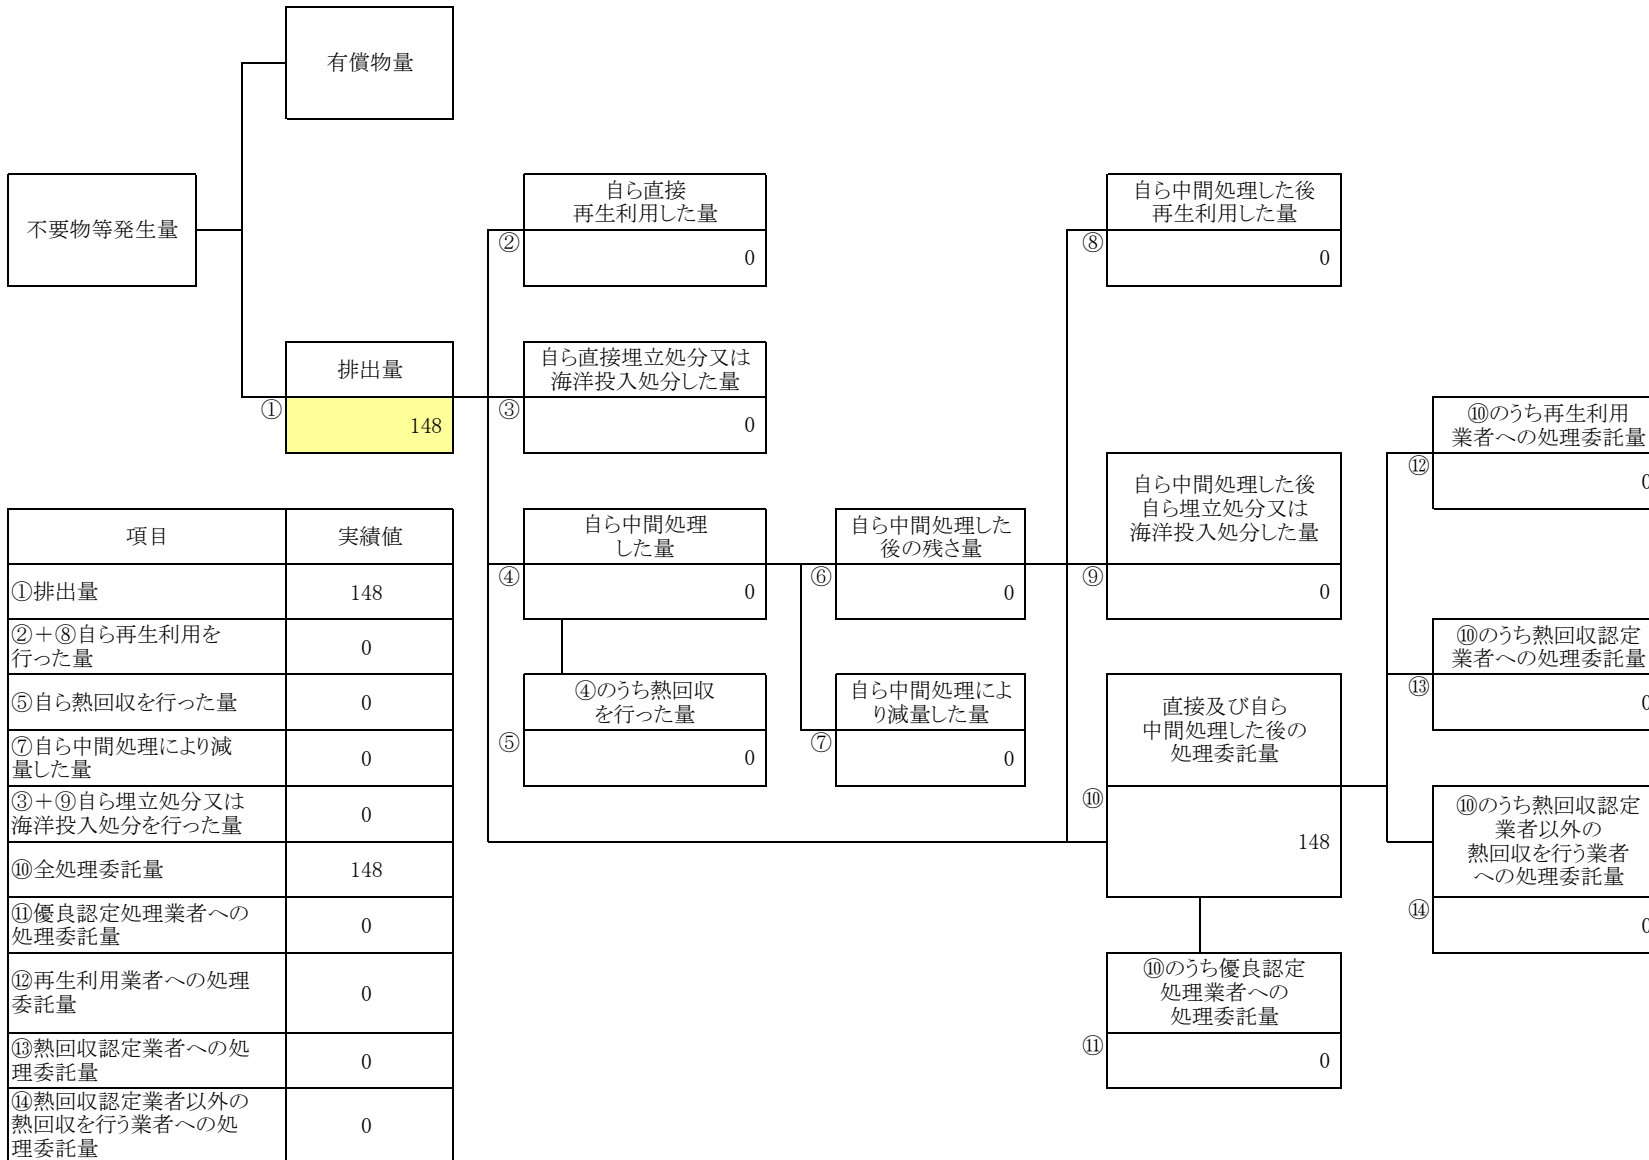 有償物量
不要物等発生量
自ら直接
再生利用した量
②
0
自ら中間処理した後
再生利用した量
⑧
0
排出量
①
148
自ら直接埋立処分又は
海洋投入処分した量
③
0
⑩のうち再生利用
業者への処理委託量
⑫
0
自ら中間処理
した量
④
0
自ら中間処理した
後の残さ量
⑥
0
自ら中間処理した後
自ら埋立処分又は
海洋投入処分した量
⑨
0
⑩のうち熱回収認定
業者への処理委託量
⑬
0
④のうち熱回収
を行った量
⑤
0
自ら中間処理によ
り減量した量
⑦
0
直接及び自ら
中間処理した後の
処理委託量
⑩
148
⑩のうち熱回収認定
業者以外の
熱回収を行う業者
への処理委託量
⑭
0
⑩のうち優良認定
処理業者への
処理委託量
⑪
0
項目 実績値
①排出量 148
②＋⑧自ら再生利用を
行った量 0
⑤自ら熱回収を行った量 0
⑦自ら中間処理により減
量した量 0
③＋⑨自ら埋立処分又は
海洋投入処分を行った量 0
⑩全処理委託量 148
⑪優良認定処理業者への
処理委託量 0
⑫再生利用業者への処理
委託量 0
⑬熱回収認定業者への処
理委託量 0
⑭熱回収認定業者以外の
熱回収を行う業者への処
理委託量 0